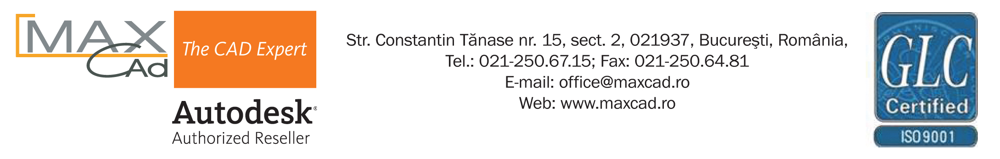 MAX
CAd
The CAD Expert
Autodesk®
Authorized Reseller
Str. Constantin Tănase nr. 15, sect. 2, 021937, Bucureşti, România,
Tel.: 021-250.67.15; Fax: 021-250.64.81
E-mail: office@maxcad.ro
Web: www.maxcad.ro
GLC
Certified
ISO9001